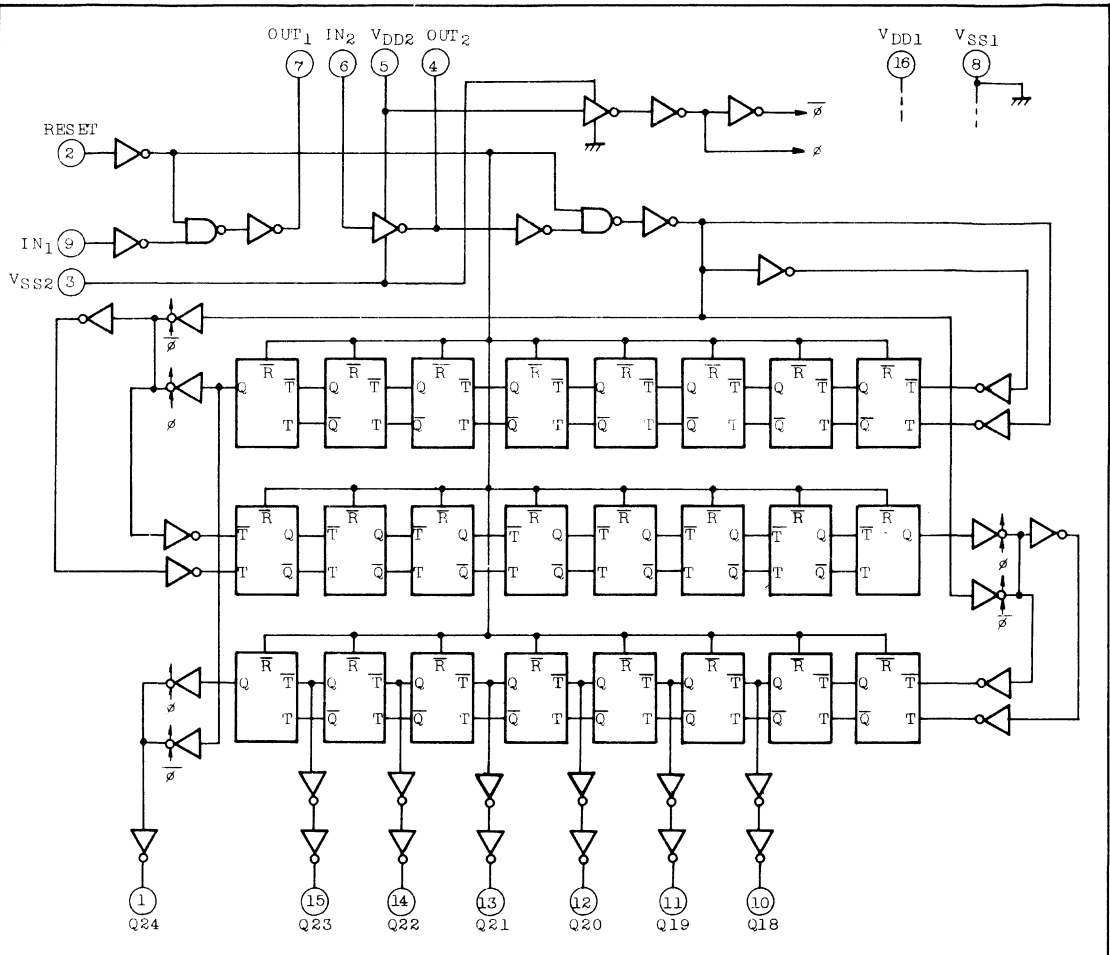 OUT1 IN2 VDD2 OUT2 VDD1 VSS1
7 6 5 4 16 8
φ̅
RESET
2
φ
IN1 9
VSS2 3
φ̅
R̅ R̅ R̅ R̅ R̅ R̅ R̅ R̅
Q T̅ Q T̅ Q T̅ Q T̅ Q T̅ Q T̅ Q T̅ Q T̅
φ
T Q̅ T Q̅ T Q̅ T Q̅ T Q̅ T Q̅ T Q̅ T
R̅ R̅ R̅ R̅ R̅ R̅ R̅ R̅
T̅ Q T̅ Q T̅ Q T̅ Q T̅ Q T̅ Q T̅ Q T̅ Q
φ
T Q̅ T Q̅ T Q̅ T Q̅ T Q̅ T Q̅ T Q̅ T
φ̅
R̅ R̅ R̅ R̅ R̅ R̅ R̅ R̅
Q T̅ Q T̅ Q T̅ Q T̅ Q T̅ Q T̅ Q T̅ Q T̅
φ
T Q̅ T Q̅ T Q̅ T Q̅ T Q̅ T Q̅ T Q̅ T
φ̅
1 15 14 13 12 11 10
Q24 Q23 Q22 Q21 Q20 Q19 Q18